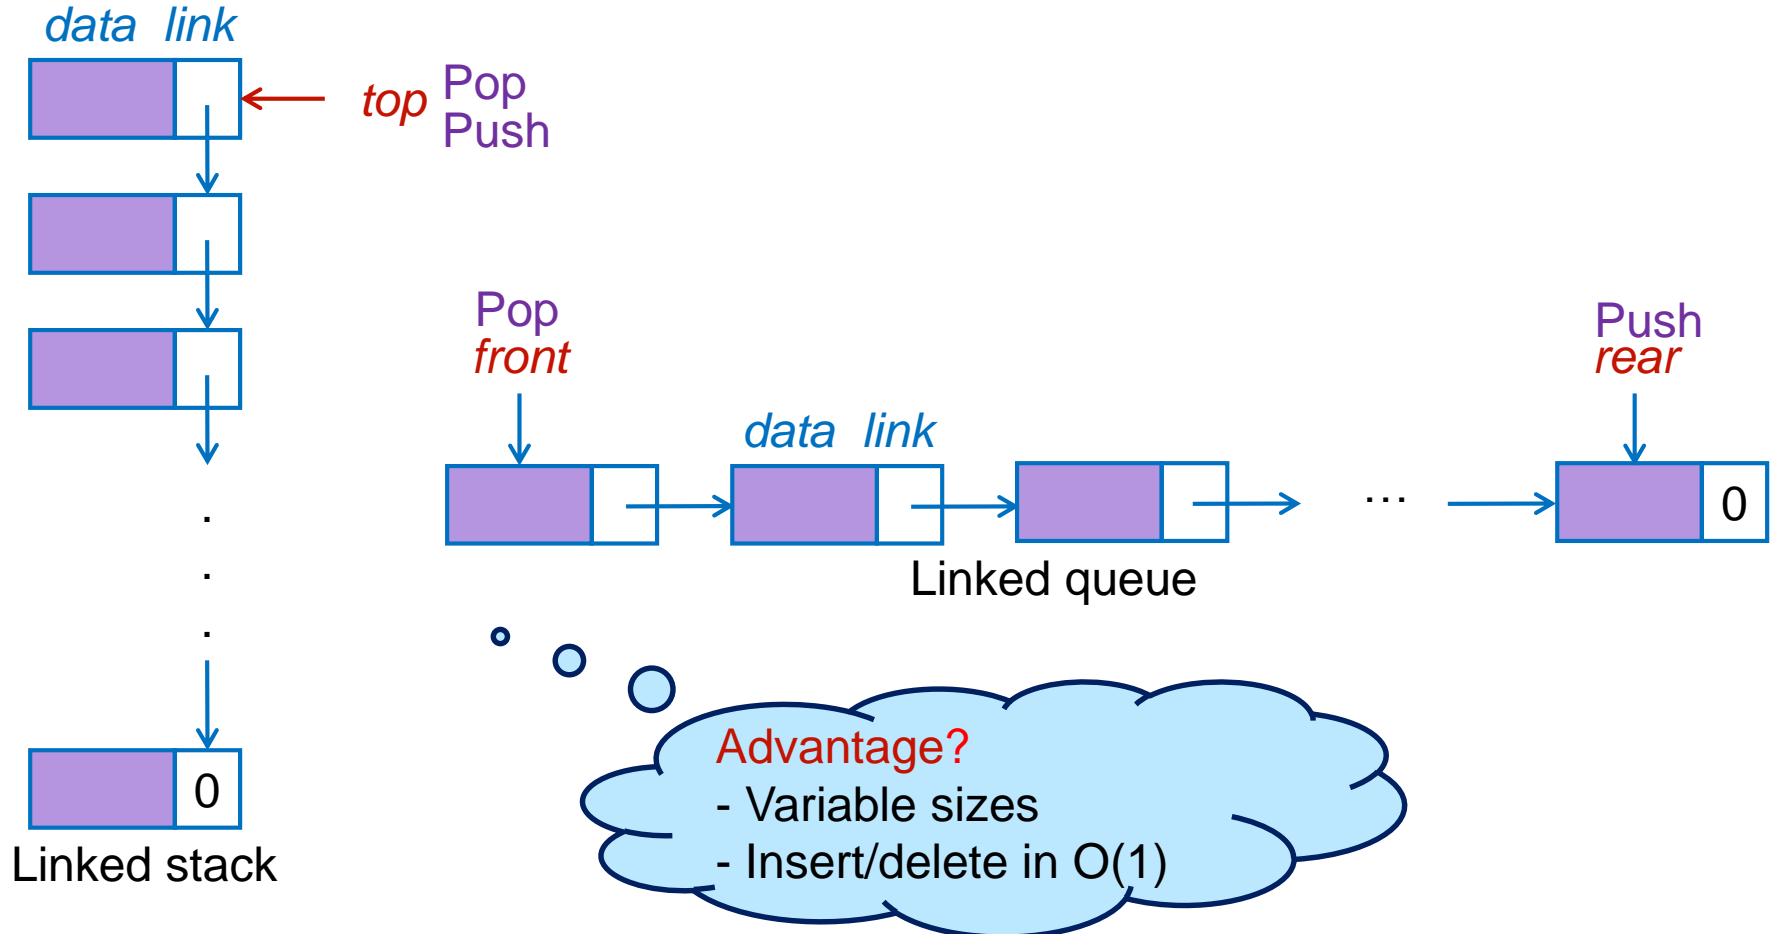 data link
top
Pop
Push
.
.
.
0
Linked stack
Pop
front
Push
rear
data link
...
0
Linked queue
Advantage?
- Variable sizes
- Insert/delete in O(1)